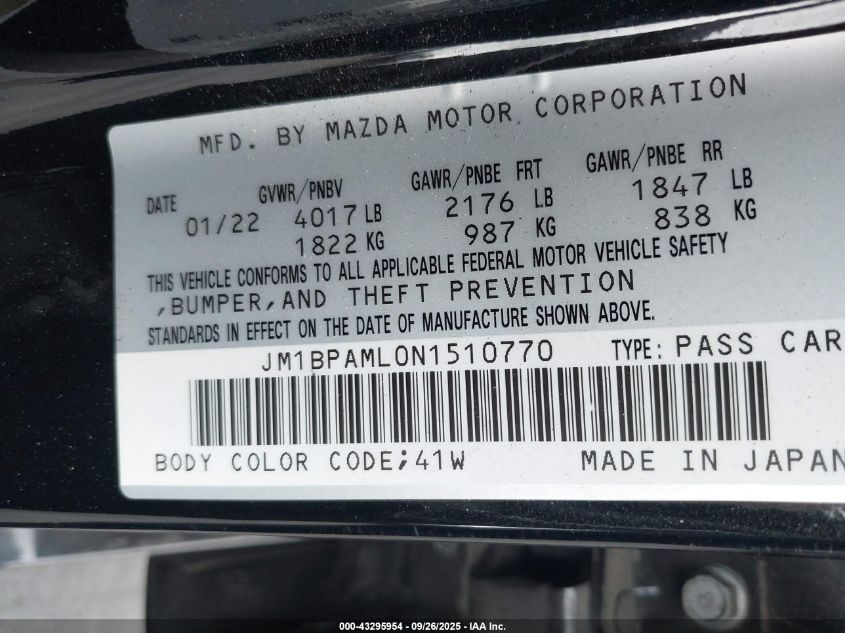 MFD. BY MAZDA MOTOR CORPORATION
DATE GVWR/PNBV GAWR/PNBE FRT GAWR/PNBE RR
01/22 4017 LB 2176 LB 1847 LB
1822 KG 987 KG 838 KG
THIS VEHICLE CONFORMS TO ALL APPLICABLE FEDERAL MOTOR VEHICLE SAFETY
,BUMPER,AND THEFT PREVENTION
STANDARDS IN EFFECT ON THE DATE OF MANUFACTURE SHOWN ABOVE.
JM1BPAML0N1510770 TYPE: PASS CAR
BODY COLOR CODE;41W MADE IN JAPAN
000-43295954 - 09/26/2025 - IAA Inc.